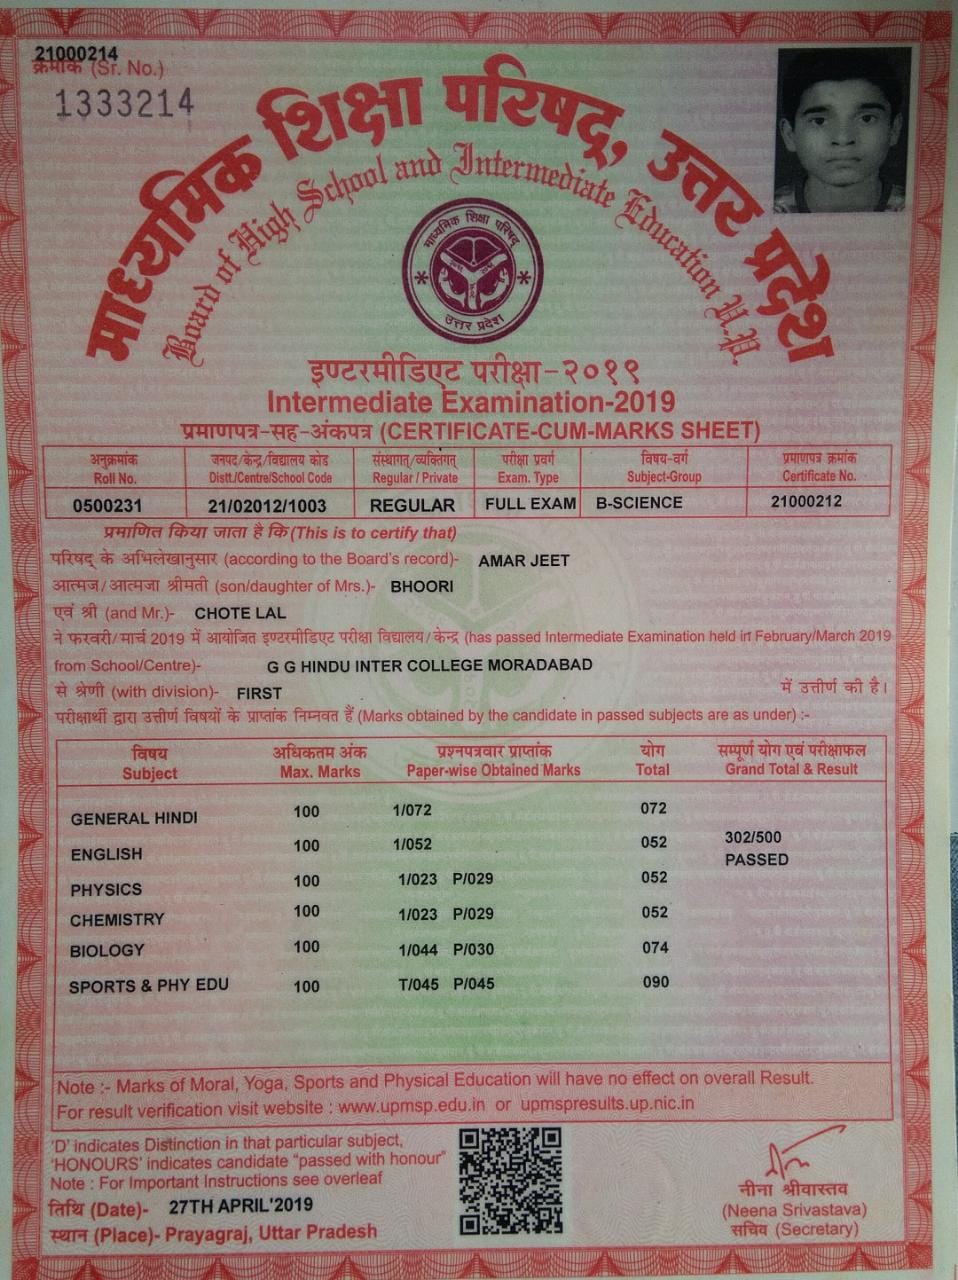 21000214
क्रमांक (Sr. No.)
1333214
माध्यमिक शिक्षा परिषद्, उत्तर प्रदेश
Board of High School and Intermediate Education U.P.
माध्यमिक शिक्षा परिषद्
उत्तर प्रदेश
इण्टरमीडिएट परीक्षा-२०१९
Intermediate Examination-2019
प्रमाणपत्र-सह-अंकपत्र (CERTIFICATE-CUM-MARKS SHEET)
अनुक्रमांक जनपद/केन्द्र/विद्यालय कोड संस्थागत्/व्यक्तिगत् परीक्षा प्रवर्ग विषय-वर्ग प्रमाणपत्र क्रमांक
Roll No. Distt./Centre/School Code Regular / Private Exam. Type Subject-Group Certificate No.
0500231 21/02012/1003 REGULAR FULL EXAM B-SCIENCE 21000212
प्रमाणित किया जाता है कि (This is to certify that)
परिषद् के अभिलेखानुसार (according to the Board's record)- AMAR JEET
आत्मज/आत्मजा श्रीमती (son/daughter of Mrs.)- BHOORI
एवं श्री (and Mr.)- CHOTE LAL
ने फरवरी/मार्च 2019 में आयोजित इण्टरमीडिएट परीक्षा विद्यालय/केन्द्र (has passed Intermediate Examination held in February/March 2019
from School/Centre)- G G HINDU INTER COLLEGE MORADABAD
से श्रेणी (with division)- FIRST में उत्तीर्ण की है।
परीक्षार्थी द्वारा उत्तीर्ण विषयों के प्राप्तांक निम्नवत हैं (Marks obtained by the candidate in passed subjects are as under) :-
विषय अधिकतम अंक प्रश्नपत्रवार प्राप्तांक योग सम्पूर्ण योग एवं परीक्षाफल
Subject Max. Marks Paper-wise Obtained Marks Total Grand Total & Result
GENERAL HINDI 100 1/072 072
ENGLISH 100 1/052 052 302/500
PASSED
PHYSICS 100 1/023 P/029 052
CHEMISTRY 100 1/023 P/029 052
BIOLOGY 100 1/044 P/030 074
SPORTS & PHY EDU 100 T/045 P/045 090
Note :- Marks of Moral, Yoga, Sports and Physical Education will have no effect on overall Result.
For result verification visit website : www.upmsp.edu.in or upmspresults.up.nic.in
'D' indicates Distinction in that particular subject,
'HONOURS' indicates candidate "passed with honour"
Note : For Important Instructions see overleaf
तिथि (Date)- 27TH APRIL'2019
स्थान (Place)- Prayagraj, Uttar Pradesh
नीना श्रीवास्तव
(Neena Srivastava)
सचिव (Secretary)